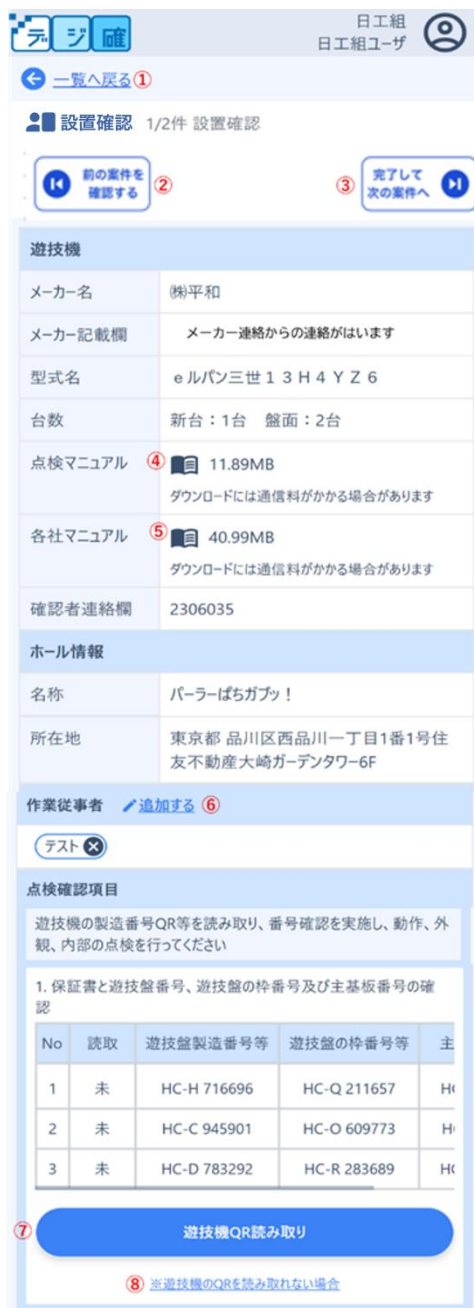 デジ確
日工組
日工組ユーザ
一覧へ戻る①
設置確認 1/2件 設置確認
前の案件を
確認する
②
③
完了して
次の案件へ
遊技機
メーカー名 ㈱平和
メーカー記載欄 メーカー連絡からの連絡がはいます
型式名 eルパン三世13H4YZ6
台数 新台：1台 盤面：2台
点検マニュアル ④ 11.89MB
ダウンロードには通信料がかかる場合があります
各社マニュアル ⑤ 40.99MB
ダウンロードには通信料がかかる場合があります
確認者連絡欄 2306035
ホール情報
名称 パーラーぱちガブッ！
所在地 東京都 品川区西品川一丁目1番1号住
友不動産大崎ガーデンタワー6F
作業従事者 追加する ⑥
テスト
点検確認項目
遊技機の製造番号QR等を読み取り、番号確認を実施し、動作、外
観、内部の点検を行ってください
1. 保証書と遊技盤番号、遊技盤の枠番号及び主基板番号の確
認
No 読取 遊技盤製造番号等 遊技盤の枠番号等 主
1 未 HC-H 716696 HC-Q 211657 HC
2 未 HC-C 945901 HC-O 609773 H
3 未 HC-D 783292 HC-R 283689 HC
⑦ 遊技機QR読み取り
⑧ ※遊技機のQRを読み取れない場合